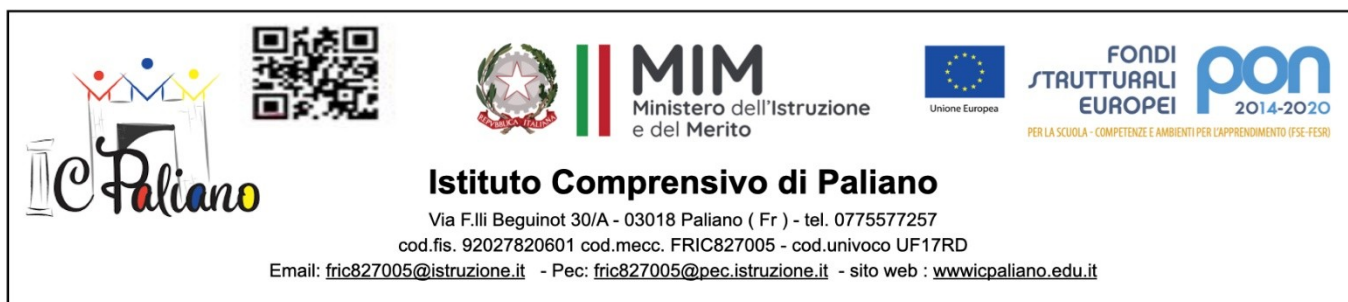 IC Paliano
REPVBBLICA ITALIANA
MIM
Ministero dell'Istruzione
e del Merito
Unione Europea
FONDI
STRUTTURALI
EUROPEI
pon
2014-2020
PER LA SCUOLA - COMPETENZE E AMBIENTI PER L'APPRENDIMENTO (FSE-FESR)
Istituto Comprensivo di Paliano
Via F.lli Beguinot 30/A - 03018 Paliano ( Fr ) - tel. 0775577257
cod.fis. 92027820601 cod.mecc. FRIC827005 - cod.univoco UF17RD
Email: fric827005@istruzione.it - Pec: fric827005@pec.istruzione.it - sito web : wwwicpaliano.edu.it